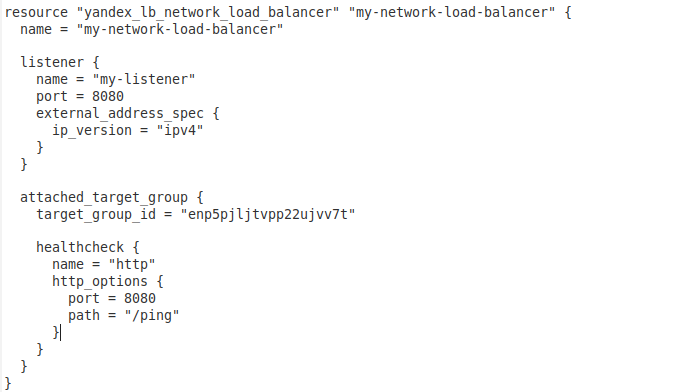 resource "yandex_lb_network_load_balancer" "my-network-load-balancer" {
  name = "my-network-load-balancer"

  listener {
    name = "my-listener"
    port = 8080
    external_address_spec {
      ip_version = "ipv4"
    }
  }

  attached_target_group {
    target_group_id = "enp5pjljtvpp22ujvv7t"

    healthcheck {
      name = "http"
      http_options {
        port = 8080
        path = "/ping"
      }
    }
  }
}